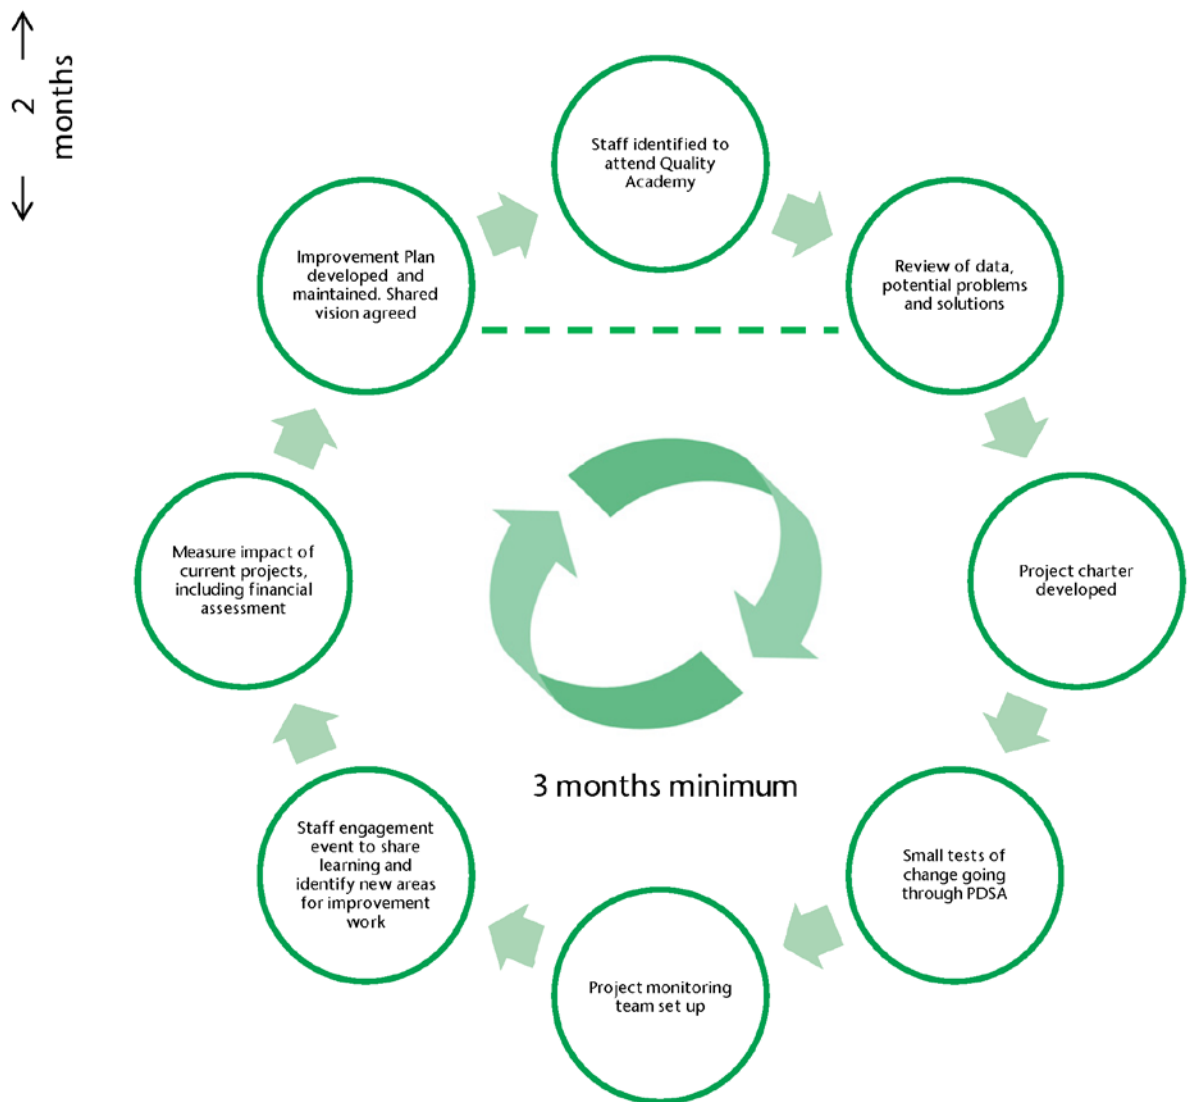 2
months
Staff identified to
attend Quality
Academy
Improvement Plan
developed and
maintained. Shared
vision agreed
Review of data,
potential problems
and solutions
Measure impact of
current projects,
including financial
assessment
Project charter
developed
3 months minimum
Staff engagement
event to share
learning and
identify new areas
for improvement
work
Small tests of
change going
through PDSA
Project monitoring
team set up